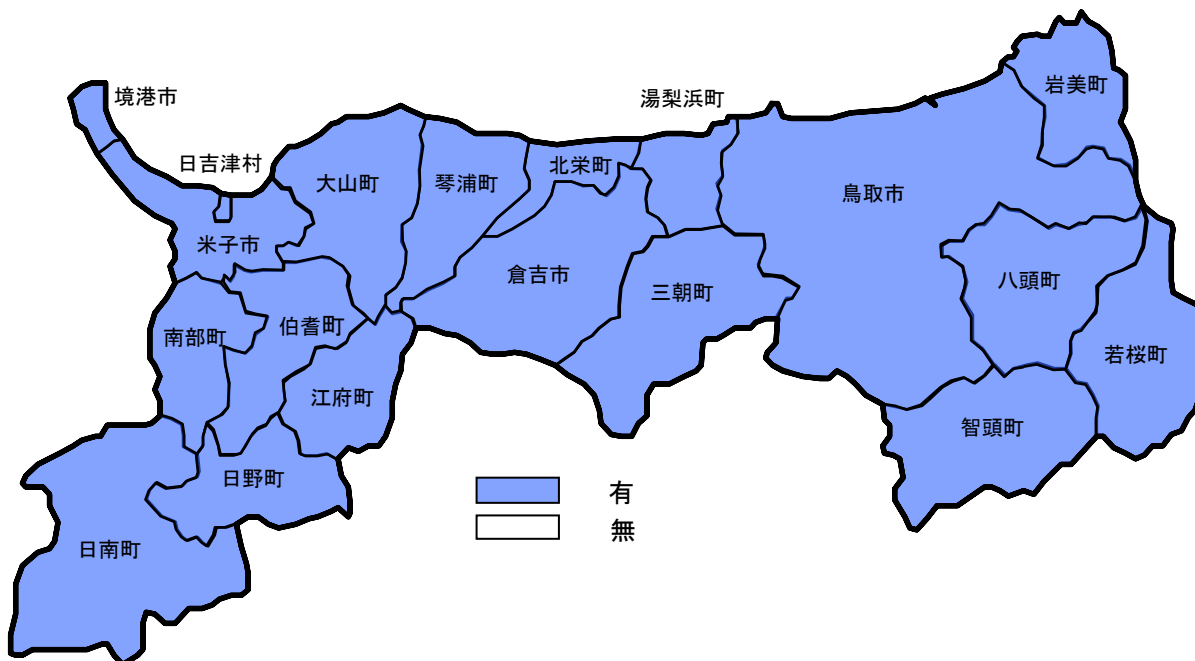 岩美町
境港市
湯梨浜町
日吉津村
北栄町
大山町
琴浦町
鳥取市
米子市
倉吉市
八頭町
三朝町
伯耆町
南部町
若桜町
江府町
智頭町
日野町
有
無
日南町